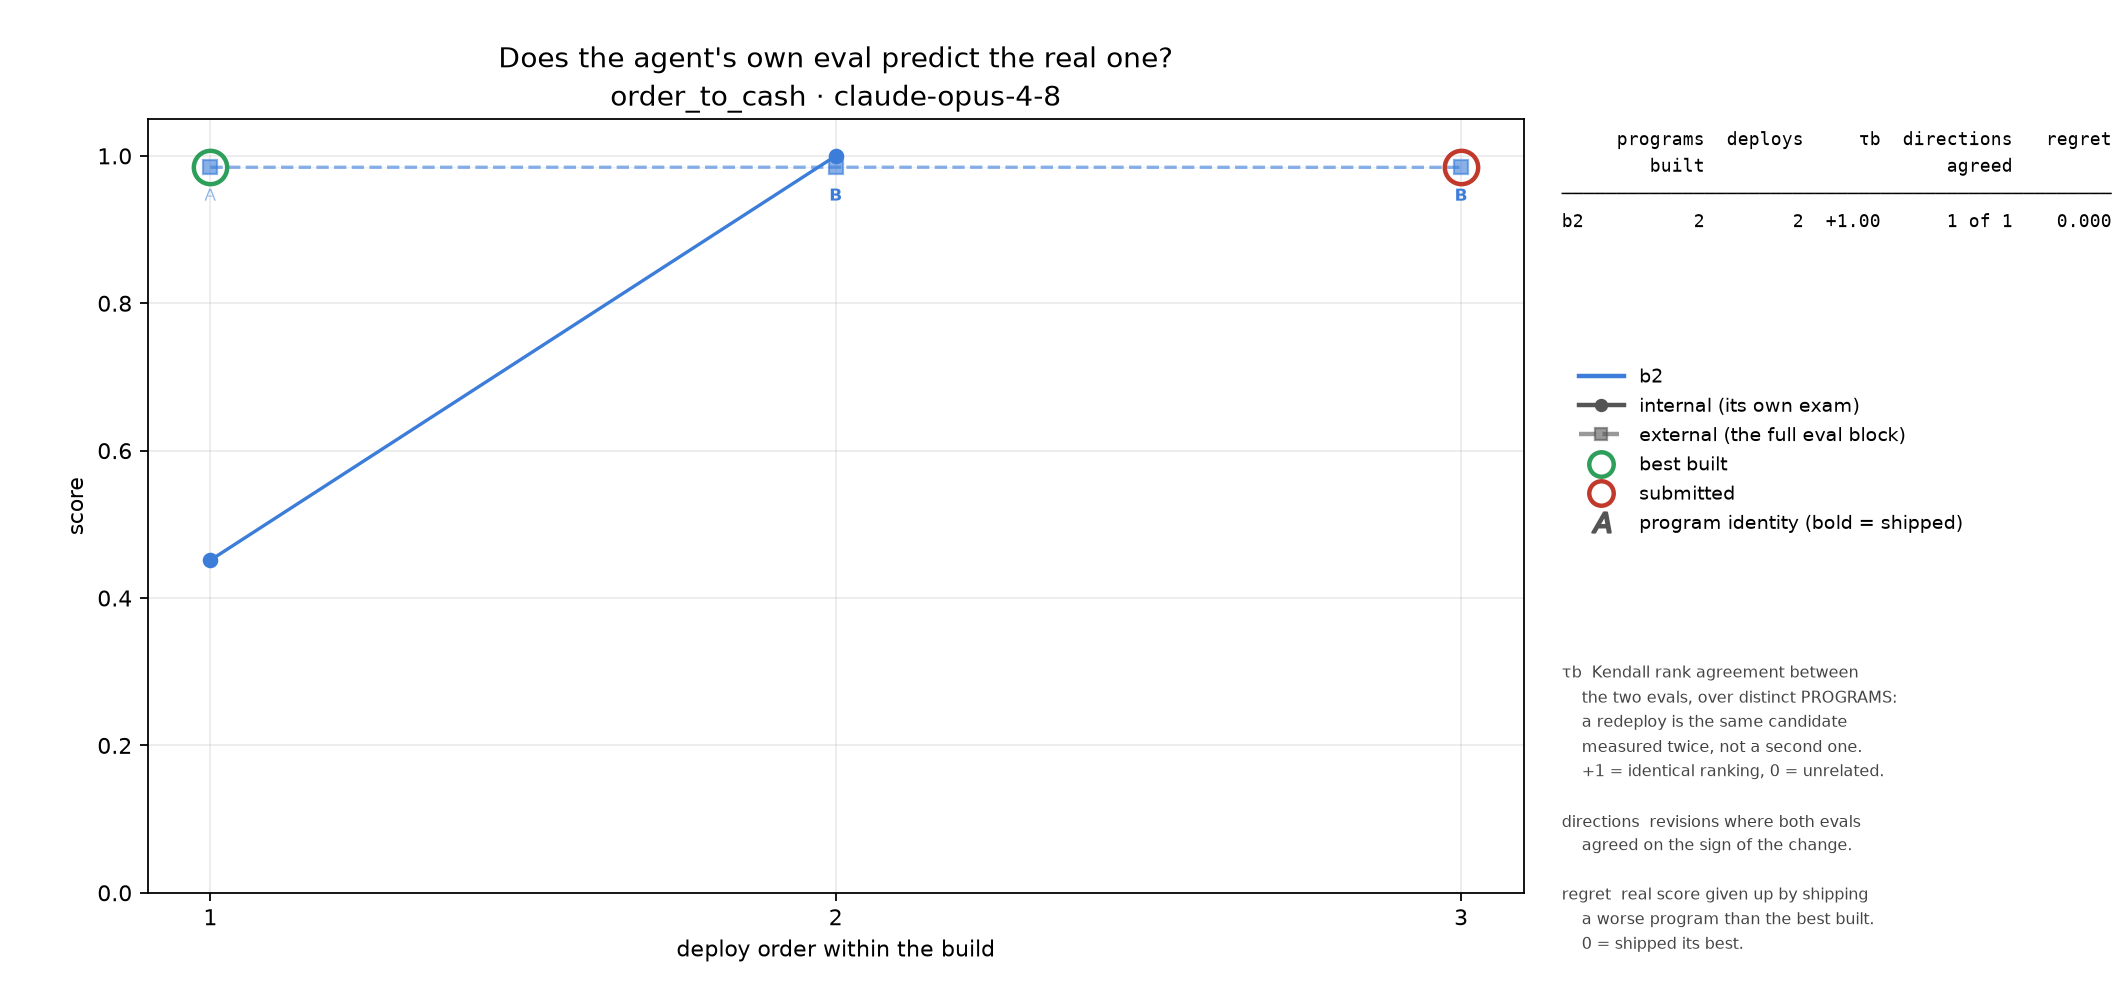 Does the agent's own eval predict the real one?
order_to_cash · claude-opus-4-8
score
1.0
0.8
0.6
0.4
0.2
0.0
A
B
B
1
2
3
deploy order within the build
programs deploys τb directions regret
built agreed
b2 2 2 +1.00 1 of 1 0.000
b2
internal (its own exam)
external (the full eval block)
best built
submitted
A program identity (bold = shipped)
τb Kendall rank agreement between
the two evals, over distinct PROGRAMS:
a redeploy is the same candidate
measured twice, not a second one.
+1 = identical ranking, 0 = unrelated.
directions revisions where both evals
agreed on the sign of the change.
regret real score given up by shipping
a worse program than the best built.
0 = shipped its best.